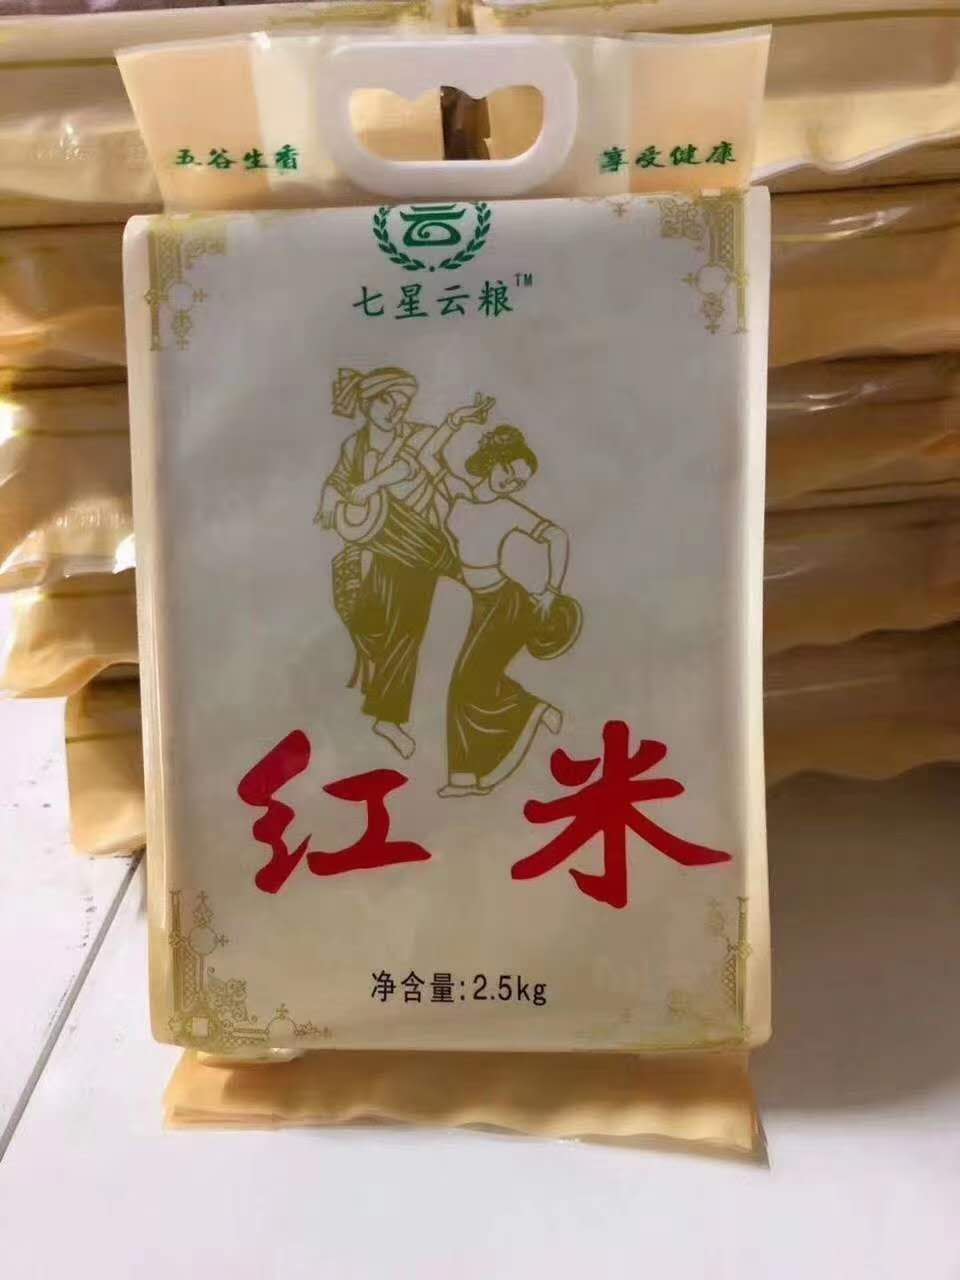 五谷生香 享受健康
云
七星云粮™
红米
净含量:2.5kg